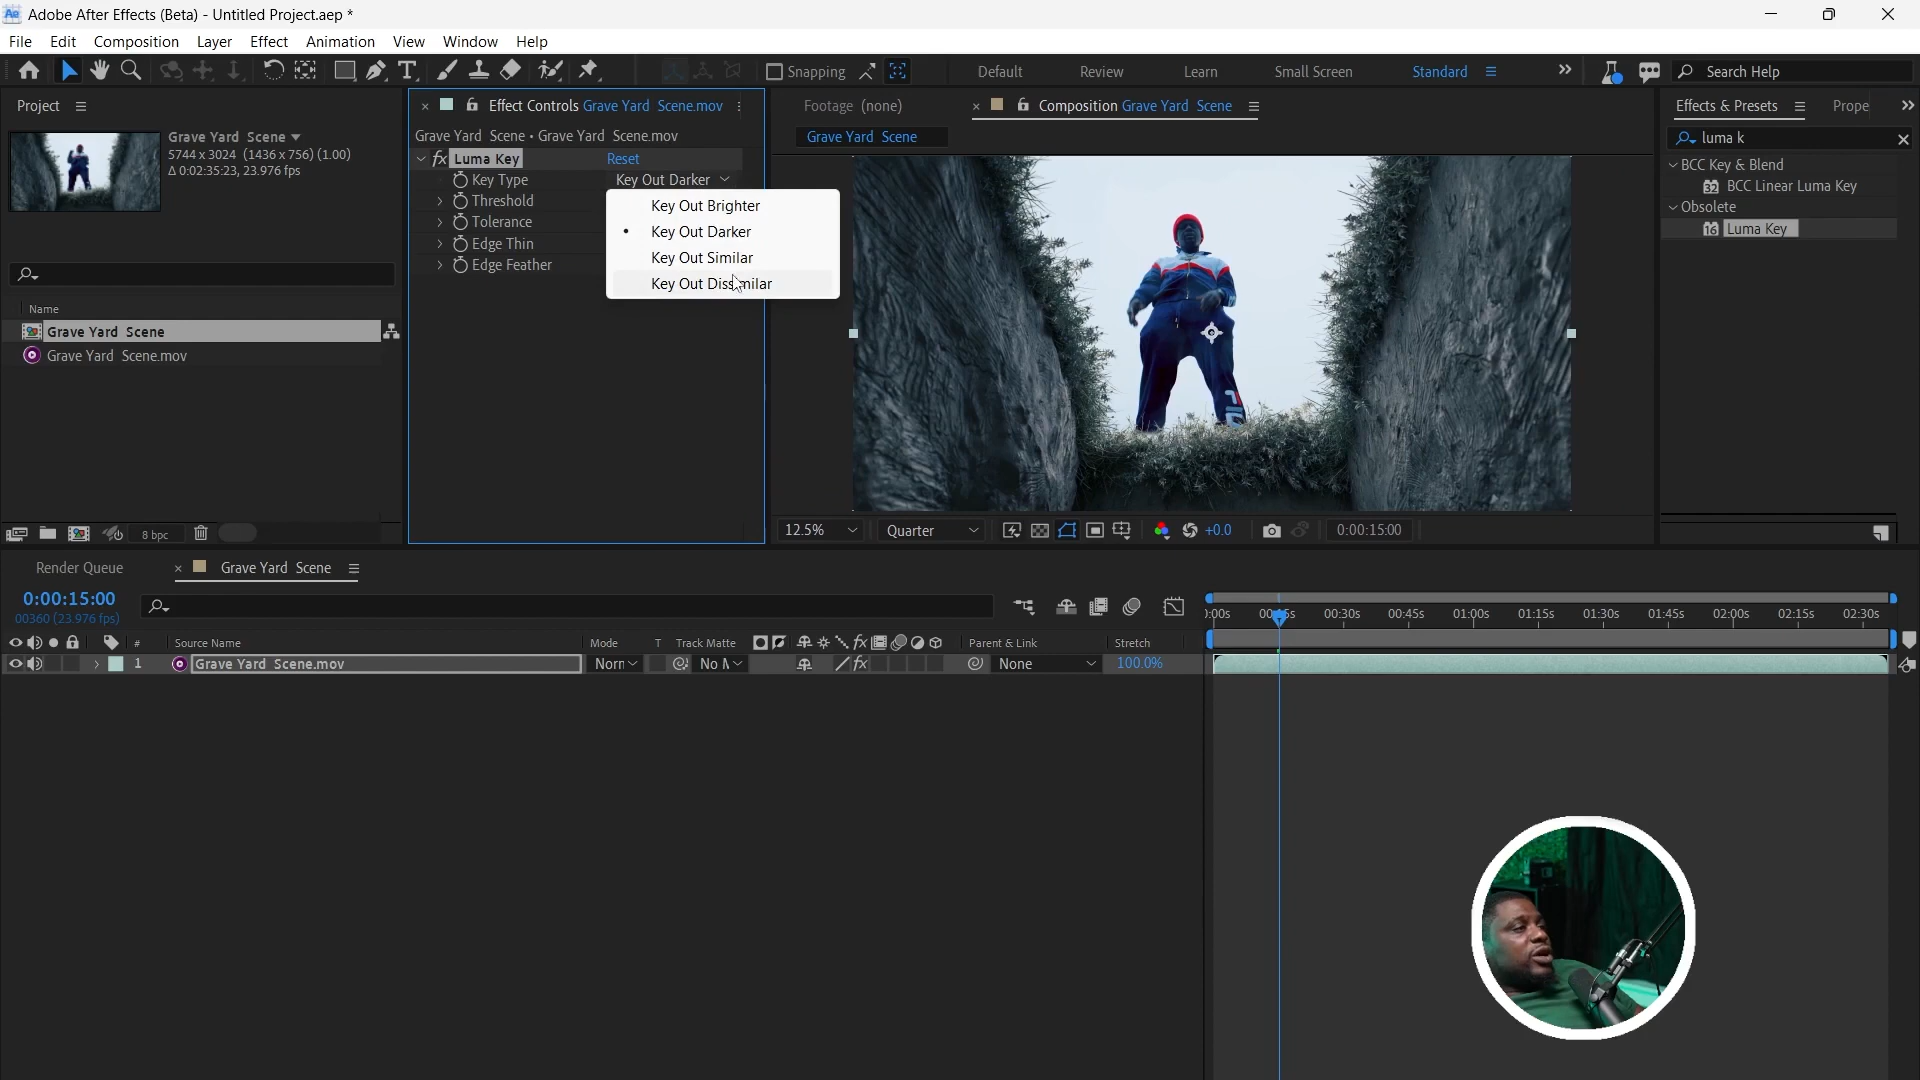 Ae Adobe After Effects (Beta) - Untitled Project.aep *
File Edit Composition Layer Effect Animation View Window Help
Snapping Default Review Learn Small Screen Standard Search Help
Project
Grave Yard Scene
5744 x 3024 (1436 x 756) (1.00)
Δ 0:02:35:23, 23.976 fps
Name
Grave Yard Scene
Grave Yard Scene.mov
8 bpc
Effect Controls Grave Yard Scene.mov
Grave Yard Scene • Grave Yard Scene.mov
fx Luma Key Reset
Key Type Key Out Darker
Threshold
Tolerance
Edge Thin
Edge Feather
Key Out Brighter
• Key Out Darker
Key Out Similar
Key Out Dissimilar
Footage (none) Composition Grave Yard Scene
Grave Yard Scene
FILA
12.5% Quarter +0.0 0:00:15:00
Effects & Presets Prope
luma k
BCC Key & Blend
32 BCC Linear Luma Key
Obsolete
16 Luma Key
Render Queue Grave Yard Scene
0:00:15:00
00360 (23.976 fps)
:00s 00:15s 00:30s 00:45s 01:00s 01:15s 01:30s 01:45s 02:00s 02:15s 02:30s
# Source Name Mode T Track Matte fx Parent & Link Stretch
1 Grave Yard Scene.mov Norn No M fx None 100.0%